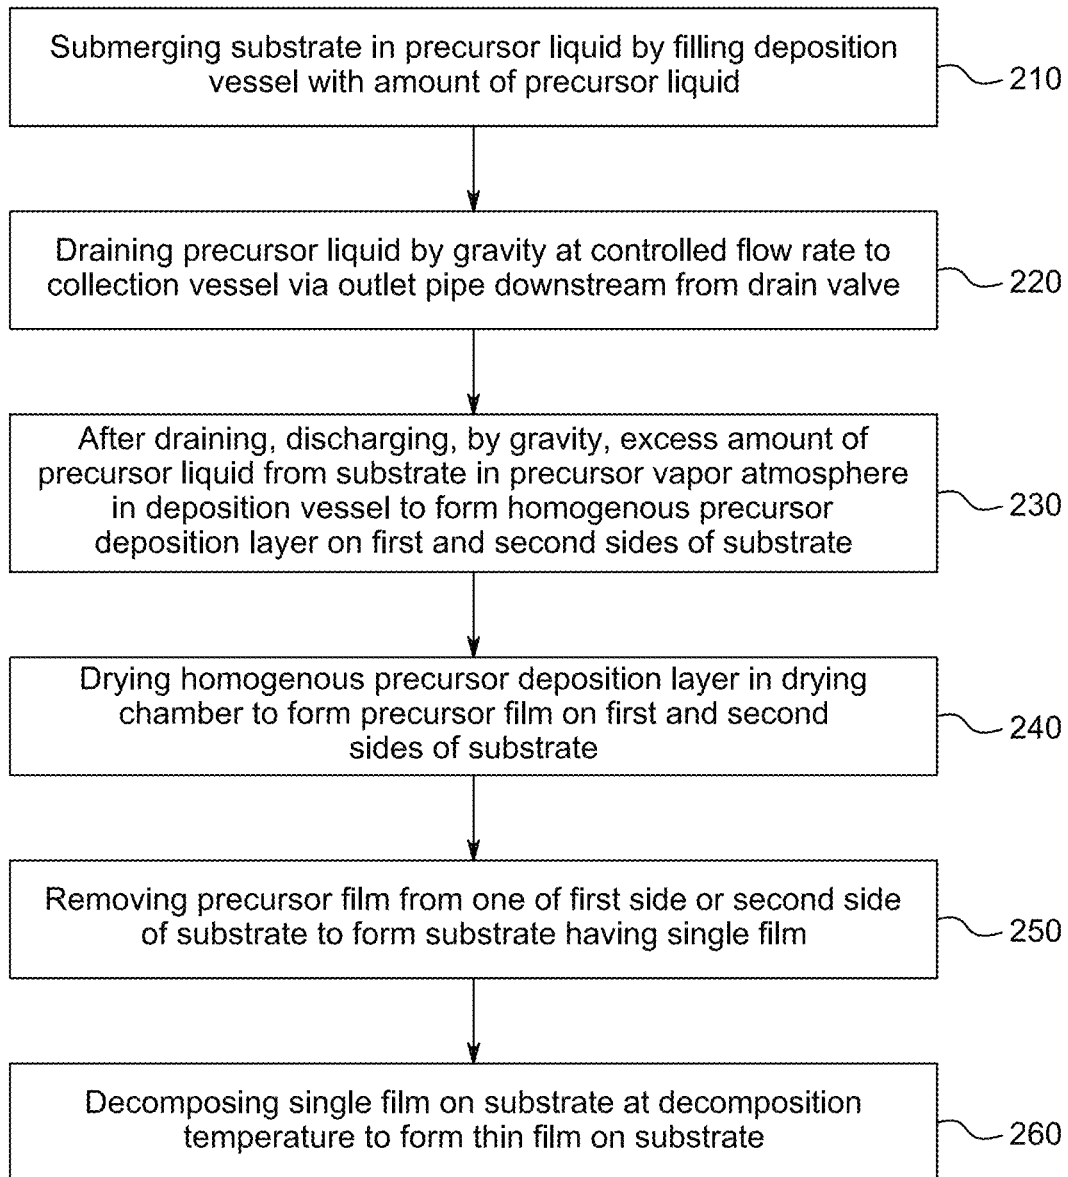 Submerging substrate in precursor liquid by filling deposition
vessel with amount of precursor liquid
210
Draining precursor liquid by gravity at controlled flow rate to
collection vessel via outlet pipe downstream from drain valve
220
After draining, discharging, by gravity, excess amount of
precursor liquid from substrate in precursor vapor atmosphere
in deposition vessel to form homogenous precursor
deposition layer on first and second sides of substrate
230
Drying homogenous precursor deposition layer in drying
chamber to form precursor film on first and second
sides of substrate
240
Removing precursor film from one of first side or second side
of substrate to form substrate having single film
250
Decomposing single film on substrate at decomposition
temperature to form thin film on substrate
260